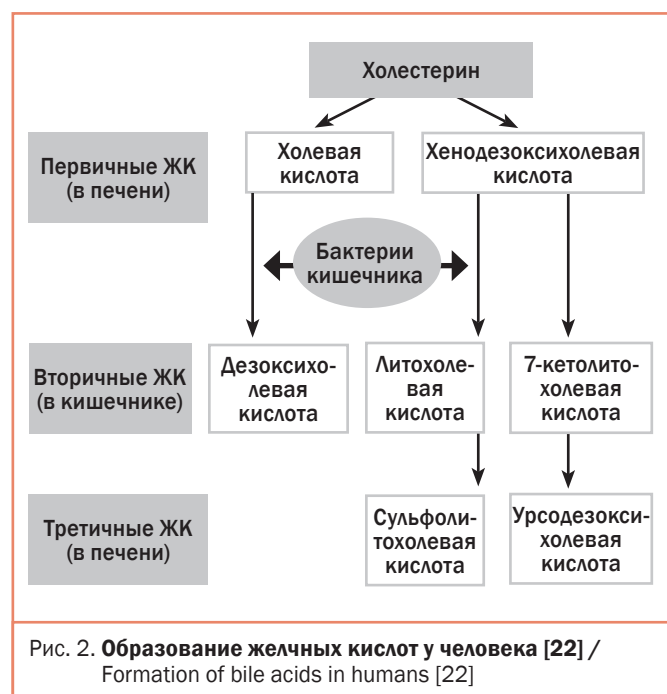 Холестерин
Первичные ЖК
(в печени)
Холевая
кислота
Хенодезоксихолевая
кислота
Бактерии
кишечника
Вторичные ЖК
(в кишечнике)
Дезоксихо-
левая
кислота
Литохоле-
вая
кислота
7-кетолито-
холевая
кислота
Третичные ЖК
(в печени)
Сульфоли-
тохолевая
кислота
Урсодезокси-
холевая
кислота
Рис. 2. Образование желчных кислот у человека [22] /
Formation of bile acids in humans [22]